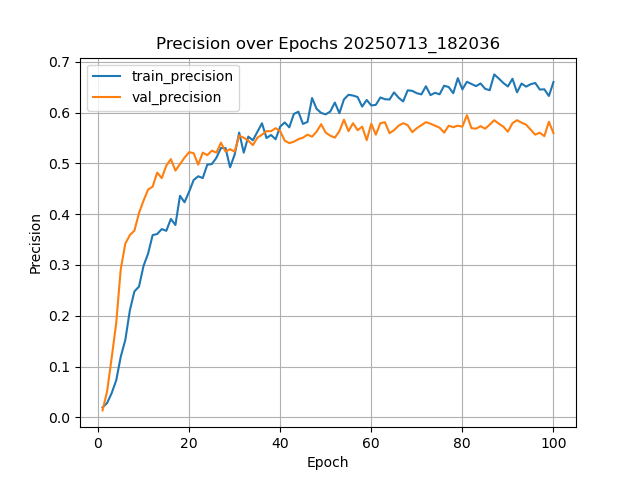 Precision over Epochs 20250713_182036
train_precision
val_precision
0.7
0.6
0.5
0.4
0.3
0.2
0.1
0.0
Precision
0 20 40 60 80 100
Epoch